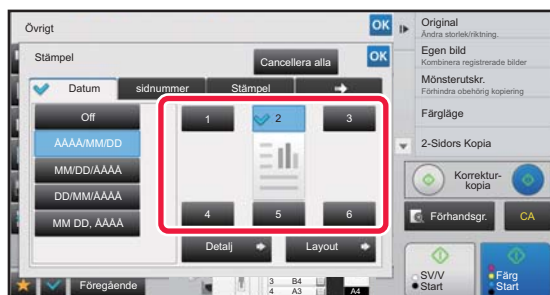 Övrigt
OK
Stämpel
Cancellera alla
OK
Datum
sidnummer
Stämpel
Off
ÅÅÅÅ/MM/DD
MM/DD/ÅÅÅÅ
DD/MM/ÅÅÅÅ
MM DD, ÅÅÅÅ
1
2
3
4
5
6
Detalj
Layout
Föregående
3 B4
4 A3
A4
Original
Ändra storlek/riktning.
Egen bild
Kombinera registrerade bilder
Mönsterutskr.
Förhindra obehörig kopiering
Färgläge
2-Sidors Kopia
Korrektur-
kopia
Förhandsgr.
CA
SV/V
Start
Färg
Start